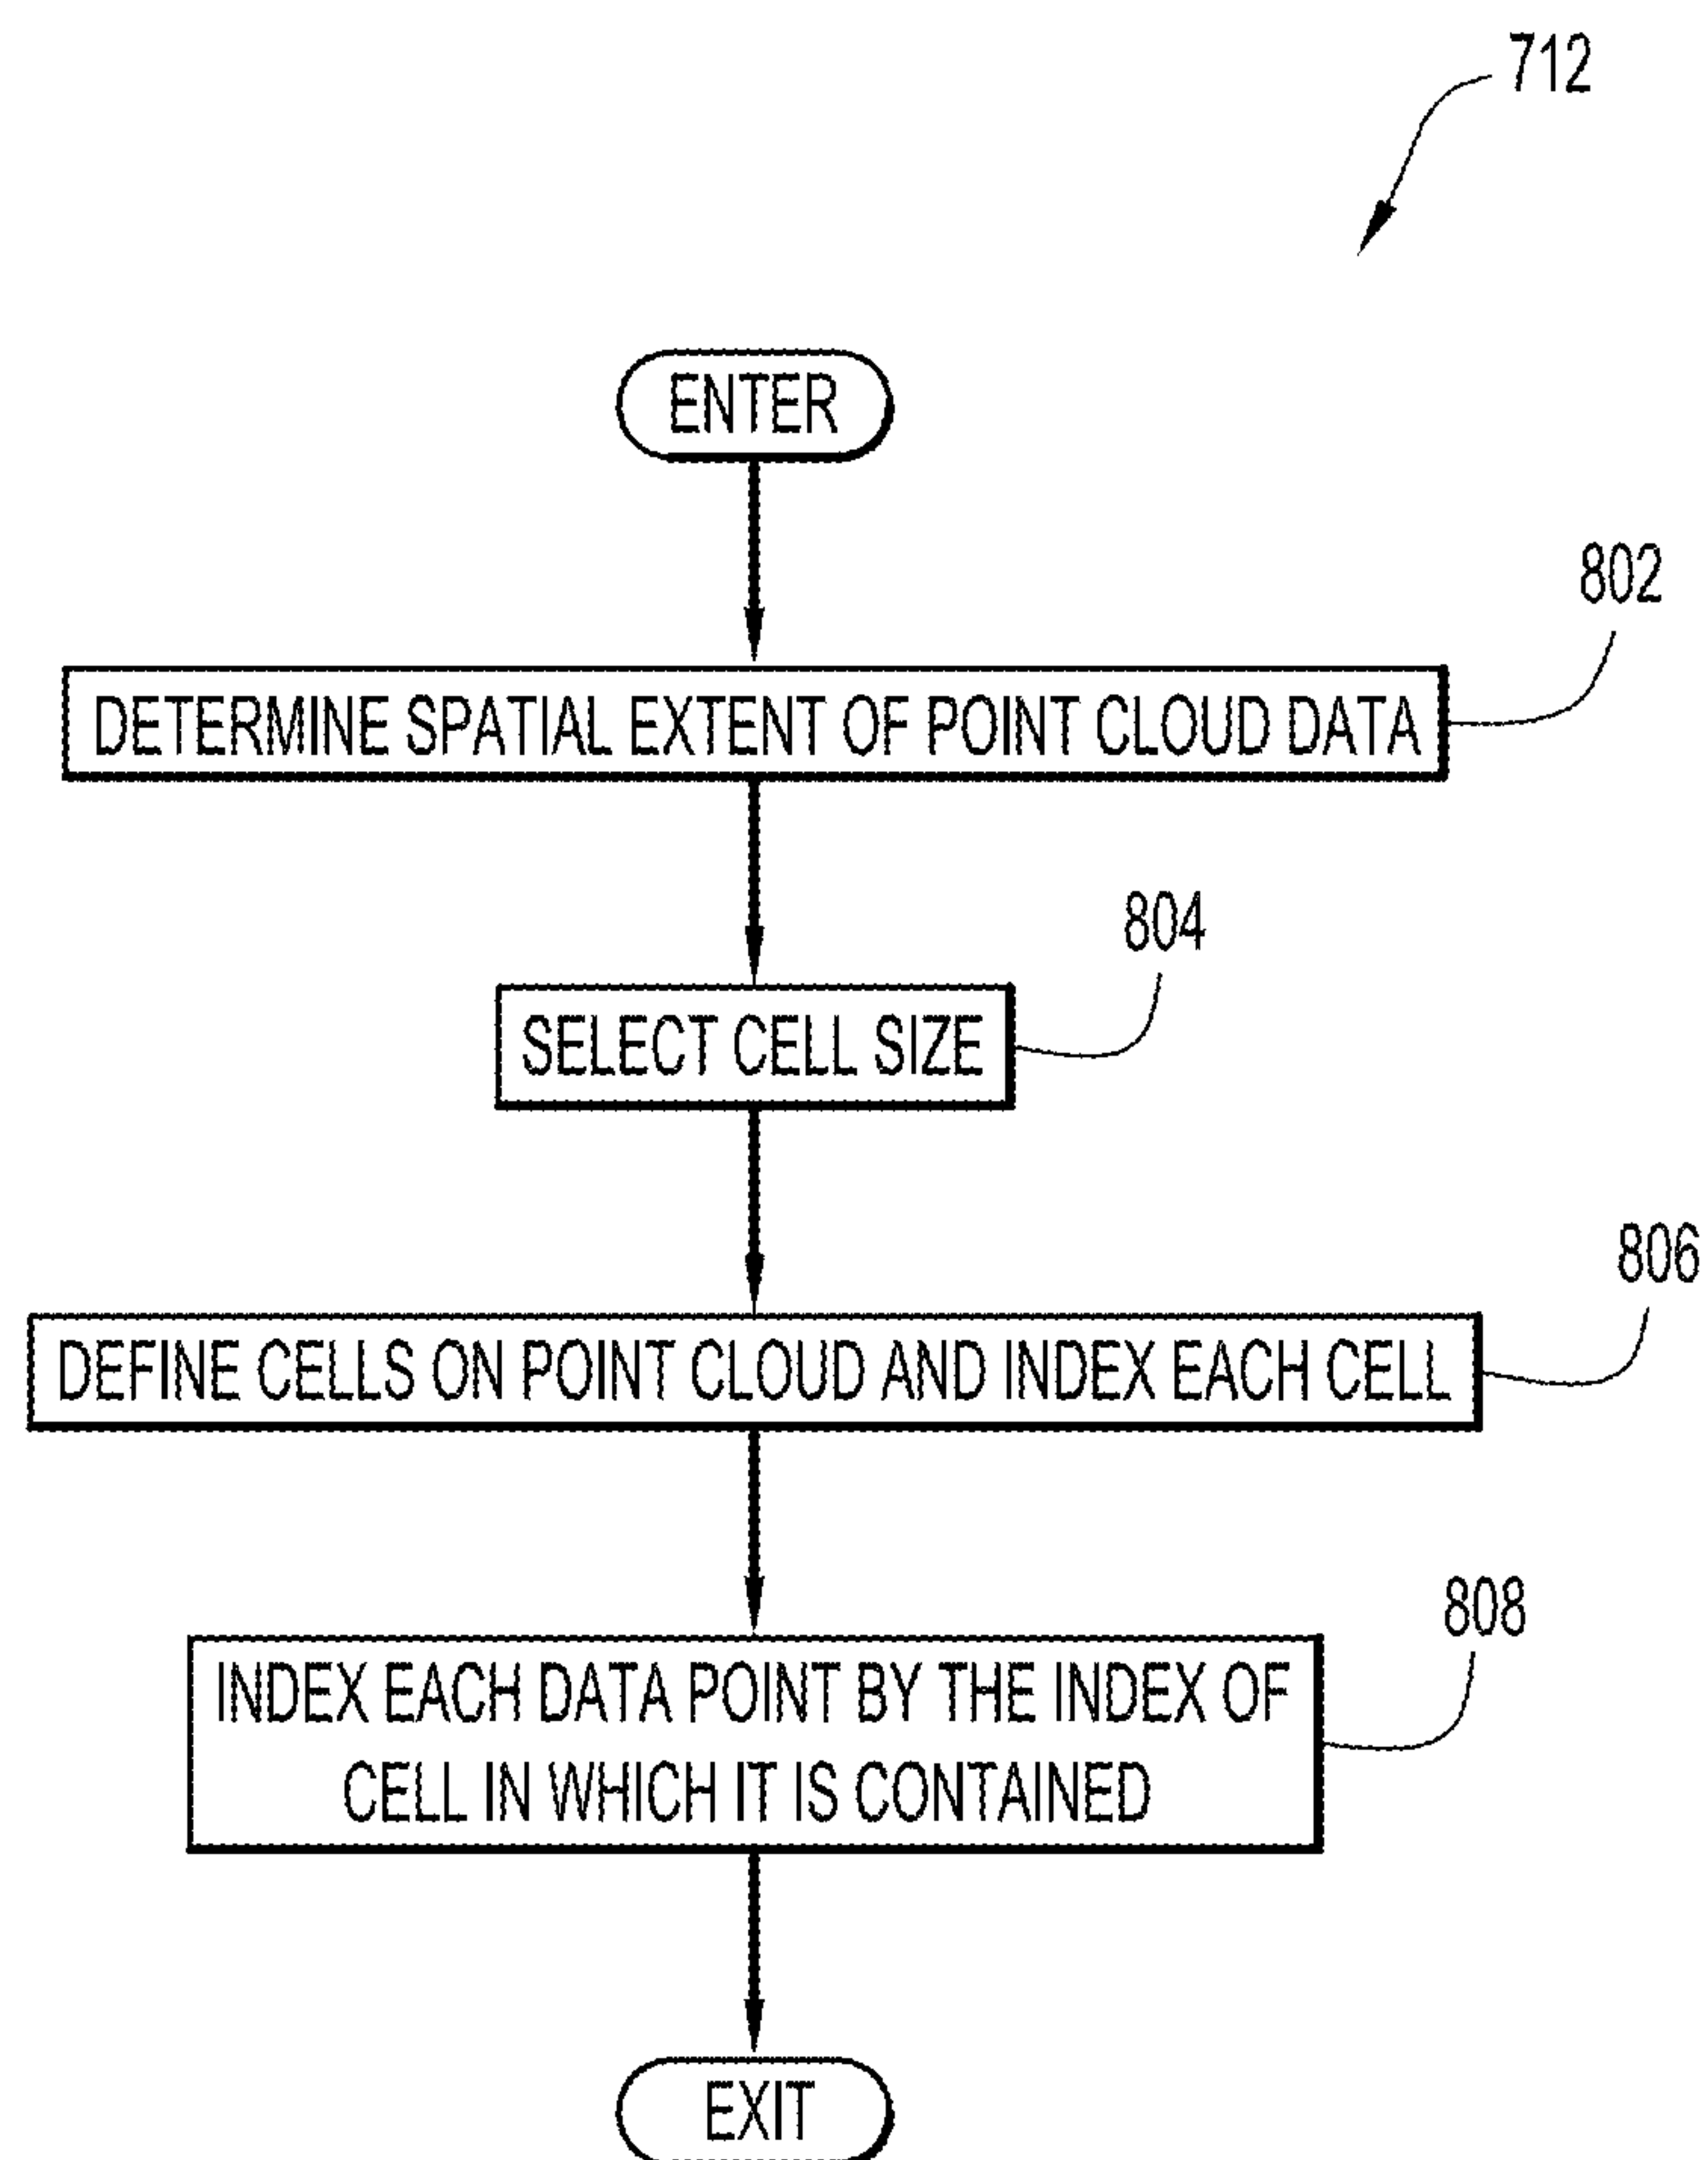 712
ENTER
802
DETERMINE SPATIAL EXTENT OF POINT CLOUD DATA
804
SELECT CELL SIZE
806
DEFINE CELLS ON POINT CLOUD AND INDEX EACH CELL
808
INDEX EACH DATA POINT BY THE INDEX OF
CELL IN WHICH IT IS CONTAINED
EXIT